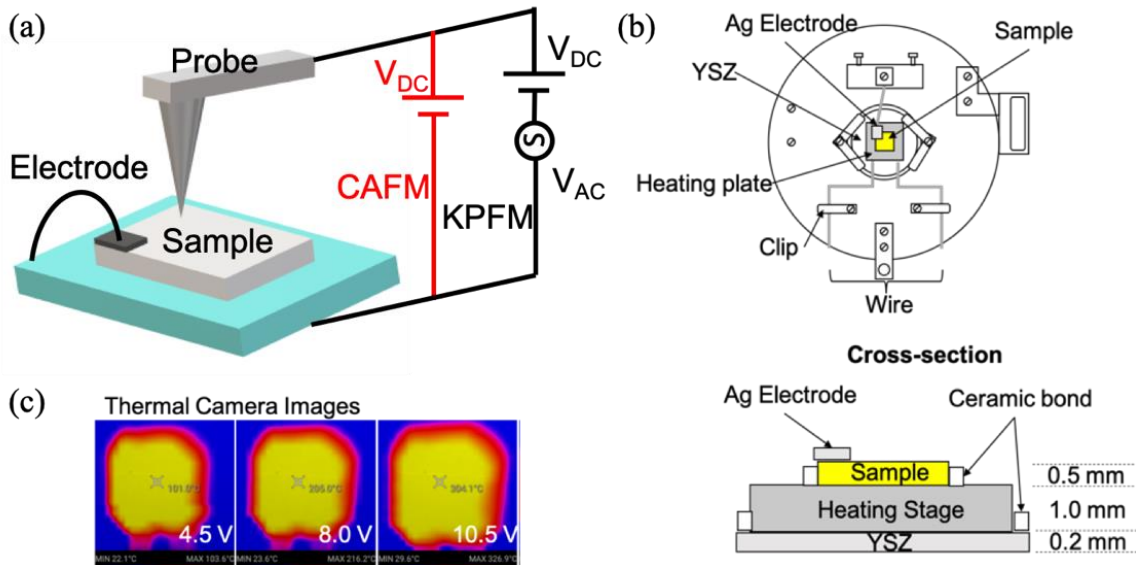 (a)
Probe
V_DC
V_DC
S
V_AC
CAFM
KPFM
Electrode
Sample
(b)
Ag Electrode
Sample
YSZ
Heating plate
Clip
Wire
Cross-section
Ag Electrode
Ceramic bond
Sample
0.5 mm
Heating Stage
1.0 mm
YSZ
0.2 mm
(c)
Thermal Camera Images
101.0°C
4.5 V
MIN 22.1°C MAX 103.6°C
205.0°C
8.0 V
MIN 23.6°C MAX 216.2°C
304.1°C
10.5 V
MIN 29.6°C MAX 326.9°C